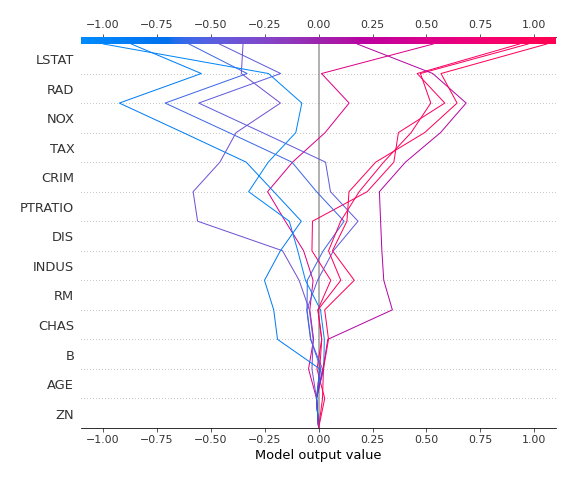 −1.00 −0.75 −0.50 −0.25 0.00 0.25 0.50 0.75 1.00
LSTAT
RAD
NOX
TAX
CRIM
PTRATIO
DIS
INDUS
RM
CHAS
B
AGE
ZN
−1.00 −0.75 −0.50 −0.25 0.00 0.25 0.50 0.75 1.00
Model output value